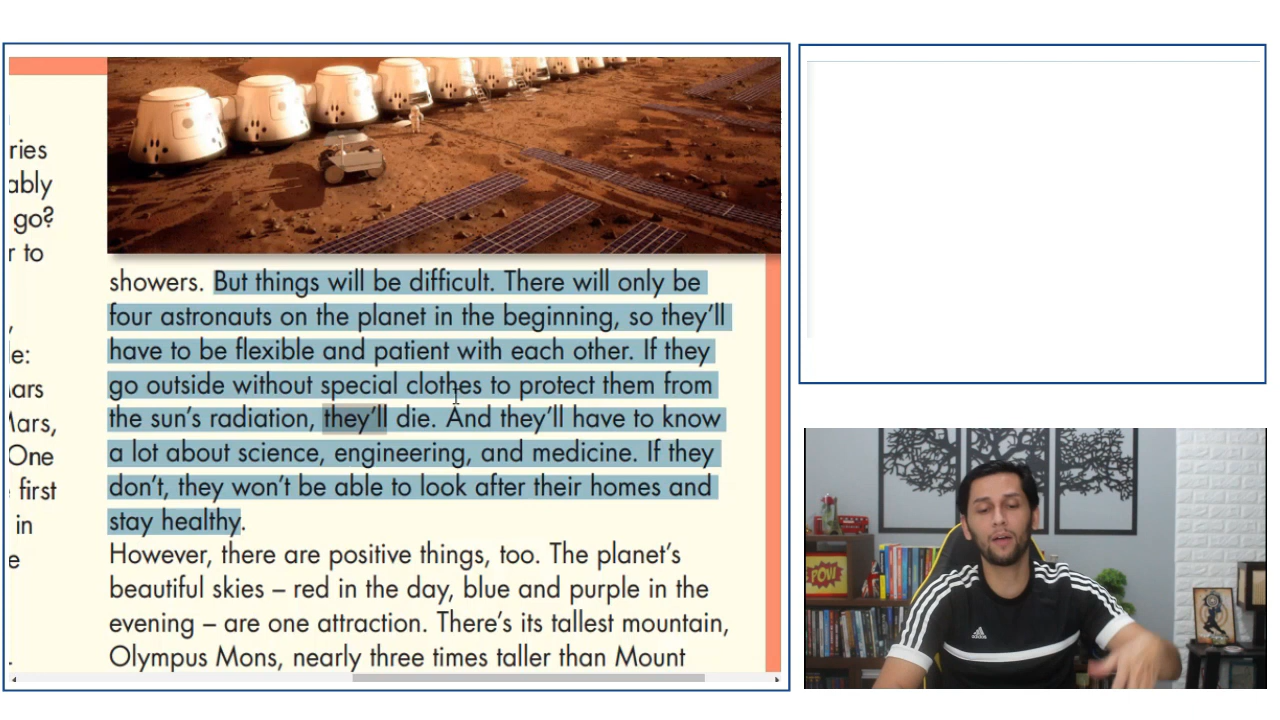 ries
ably
go?
r to
,
e:
ars
Mars,
One
first
in
e
showers. But things will be difficult. There will only be
four astronauts on the planet in the beginning, so they’ll
have to be flexible and patient with each other. If they
go outside without special clothes to protect them from
the sun’s radiation, they’ll die. And they’ll have to know
a lot about science, engineering, and medicine. If they
don’t, they won’t be able to look after their homes and
stay healthy.
However, there are positive things, too. The planet’s
beautiful skies – red in the day, blue and purple in the
evening – are one attraction. There’s its tallest mountain,
Olympus Mons, nearly three times taller than Mount
POW!
adidas